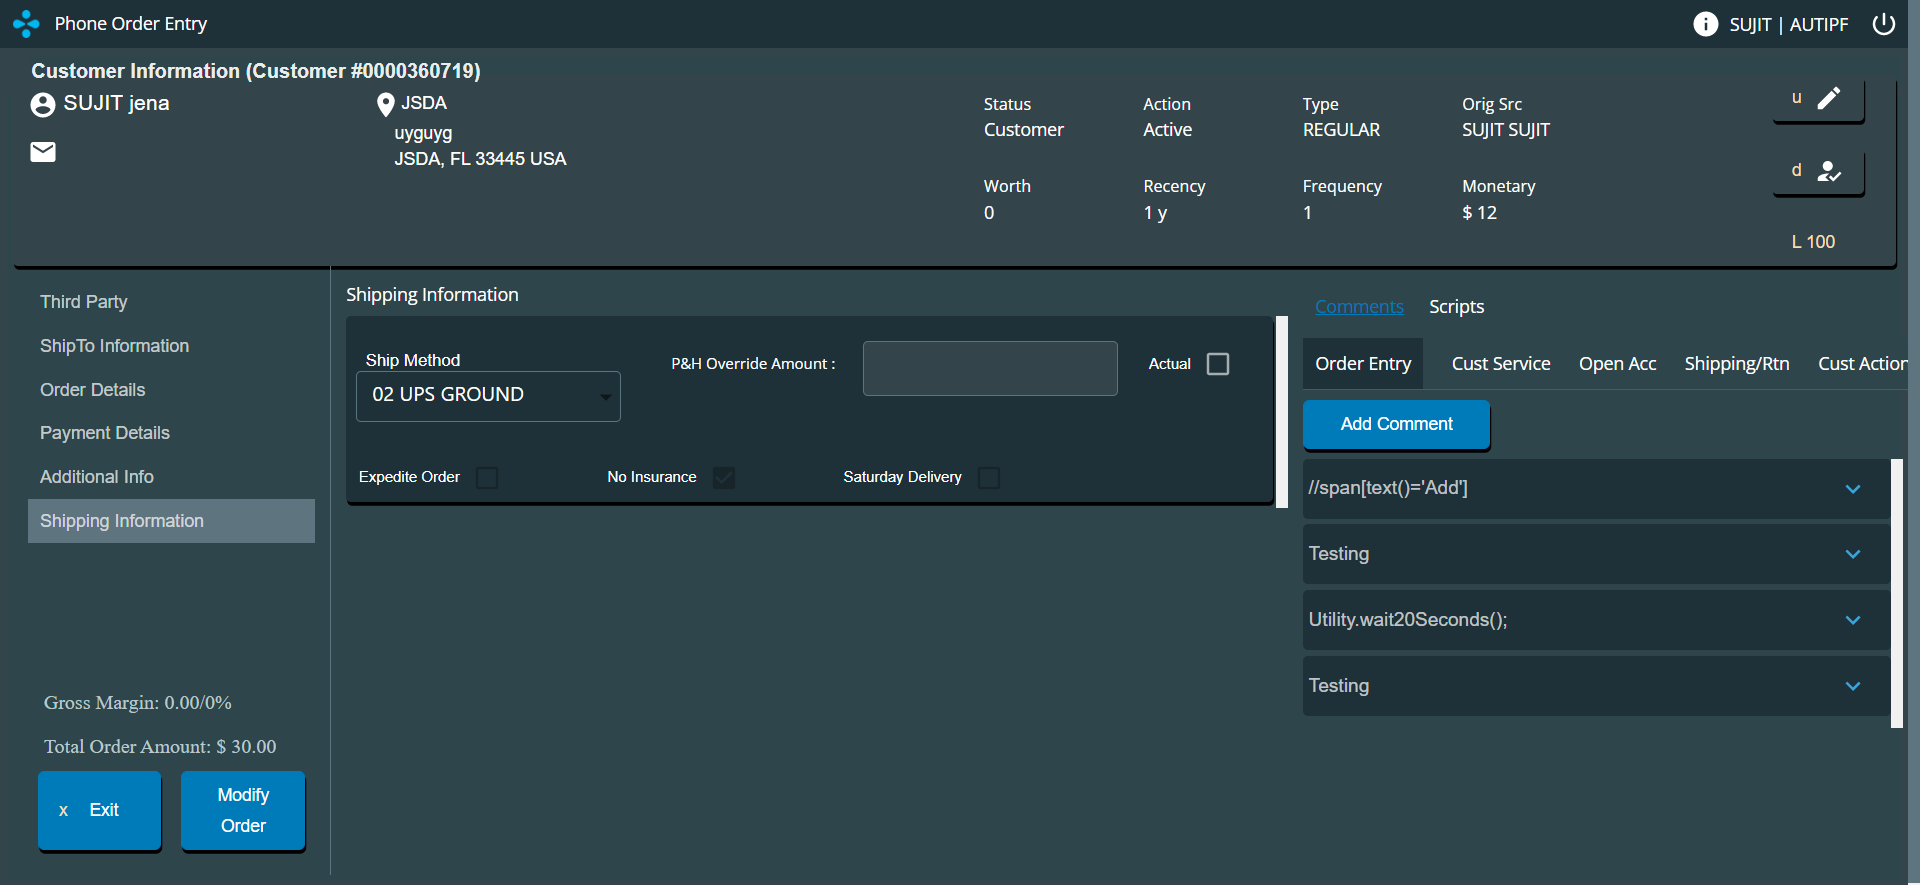 Phone Order Entry
SUJIT | AUTIPF
Customer Information (Customer #0000360719)
SUJIT jena
JSDA
uyguyg
JSDA, FL 33445 USA
Status
Customer
Action
Active
Type
REGULAR
Orig Src
SUJIT SUJIT
Worth
0
Recency
1 y
Frequency
1
Monetary
$ 12
u
d
L 100
Third Party
ShipTo Information
Order Details
Payment Details
Additional Info
Shipping Information
Gross Margin: 0.00/0%
Total Order Amount: $ 30.00
x Exit
Modify
Order
Shipping Information
Ship Method
02 UPS GROUND
P&H Override Amount :
Actual
Expedite Order
No Insurance
Saturday Delivery
Comments
Scripts
Order Entry
Cust Service
Open Acc
Shipping/Rtn
Cust Action
Add Comment
//span[text()='Add']
Testing
Utility.wait20Seconds();
Testing